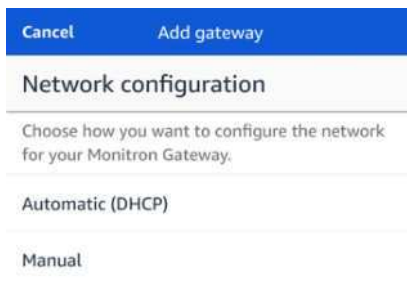 Cancel Add gateway
Network configuration
Choose how you want to configure the network
for your Monitron Gateway.
Automatic (DHCP)
Manual